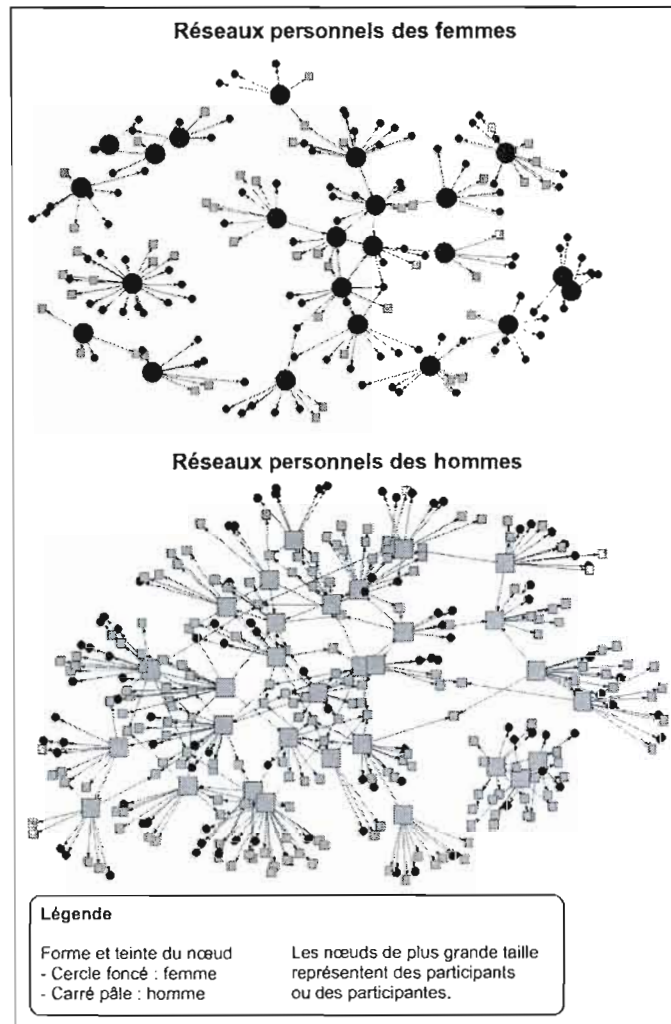 Réseaux personnels des femmes
Réseaux personnels des hommes
Légende
Forme et teinte du nœud
- Cercle foncé : femme
- Carré pâle : homme
Les nœuds de plus grande taille
représentent des participants
ou des participantes.